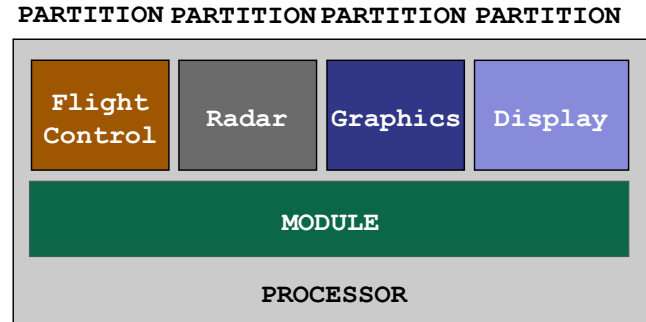 PARTITION PARTITION PARTITION PARTITION
Flight Control
Radar
Graphics
Display
MODULE
PROCESSOR